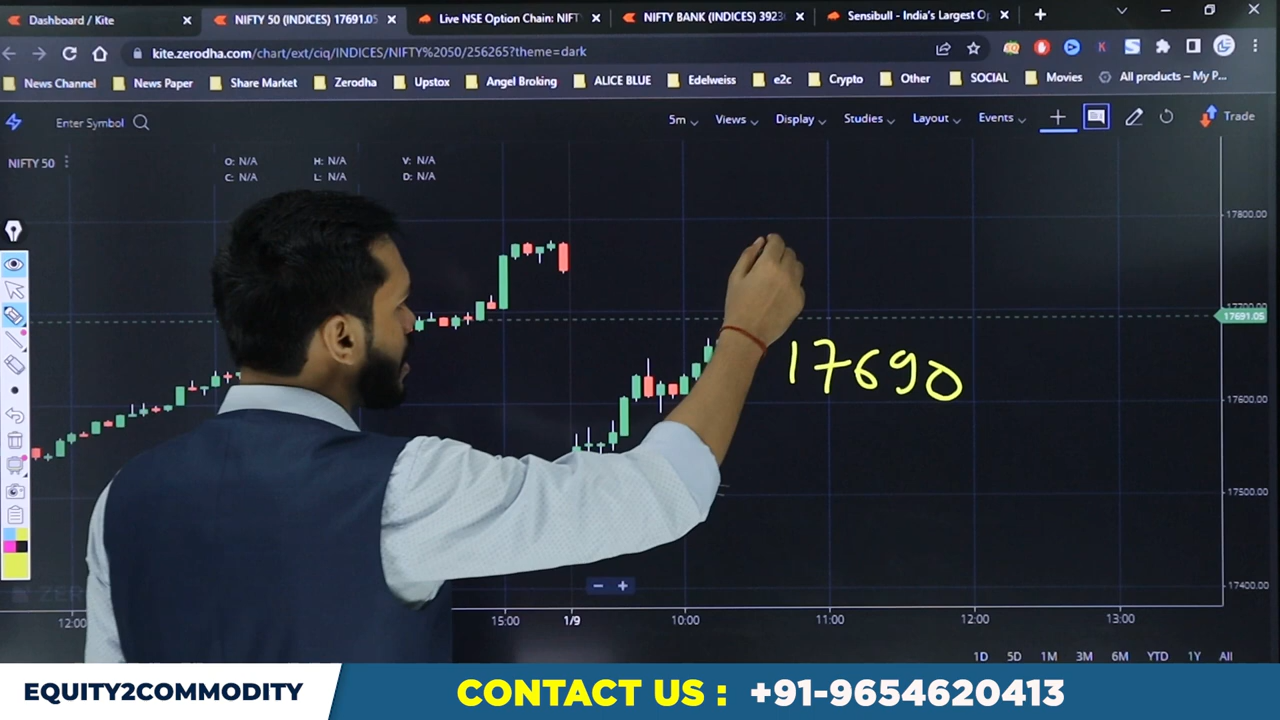 Dashboard / Kite
NIFTY 50 (INDICES) 17691.05
Live NSE Option Chain: NIFT
NIFTY BANK (INDICES) 3923
Sensibull - India's Largest O
kite.zerodha.com/chart/ext/ciq/INDICES/NIFTY%2050/256265?theme=dark
News Channel News Paper Share Market Zerodha Upstox Angel Broking ALICE BLUE Edelweiss e2c Crypto Other SOCIAL Movies All products – My P...
Enter Symbol 5m Views Display Studies Layout Events Trade
NIFTY 50 O: N/A H: N/A V: N/A
C: N/A L: N/A D: N/A
17800.00
17700.00
17691.05
17690
17600.00
17500.00
17400.00
12:00 15:00 1/9 10:00 11:00 12:00 13:00
1D 5D 1M 3M 6M YTD 1Y All
EQUITY2COMMODITY CONTACT US : +91-9654620413